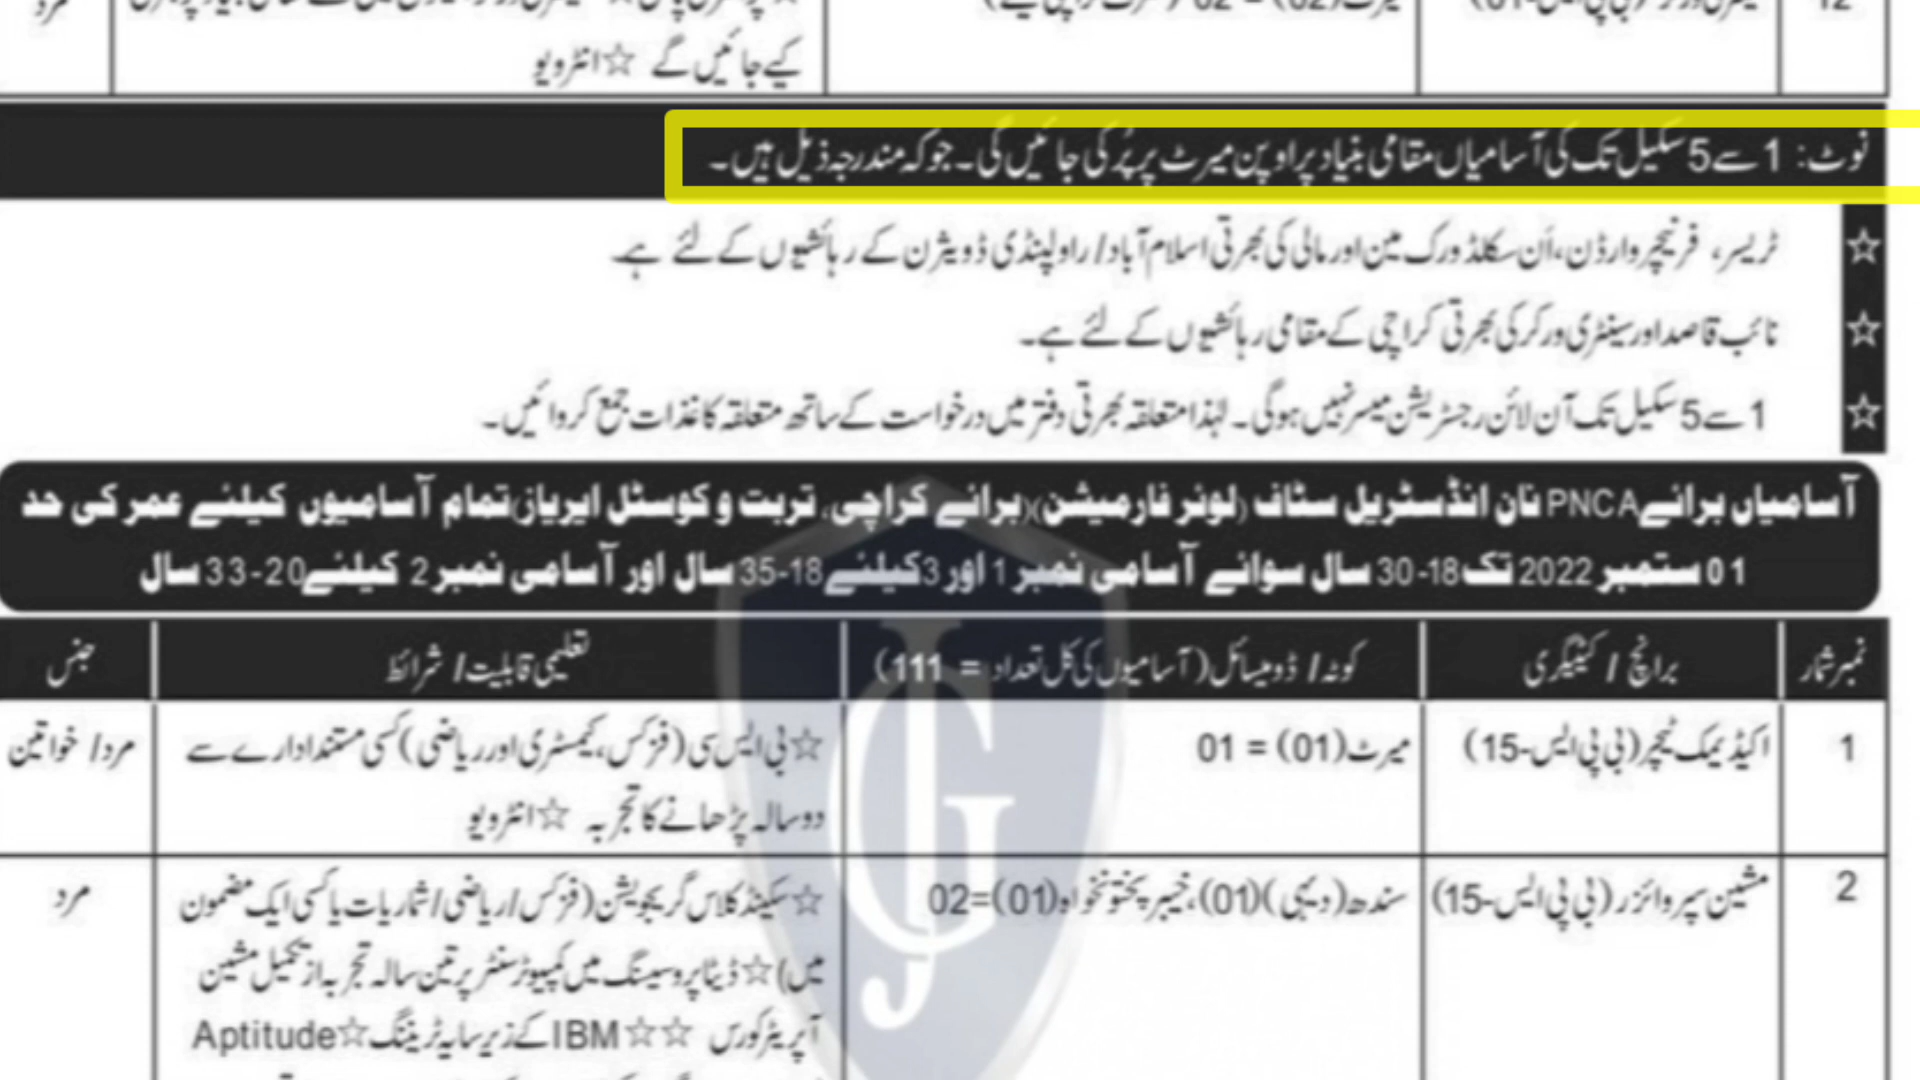 کیے جائیں گے ☆انٹرویو
نوٹ: 1 سے 5 سکیل تک کی آسامیاں مقامی بنیاد پر اوپن میرٹ پر پُر کی جائیں گی۔ جو کہ مندرجہ ذیل ہیں۔
☆ ٹریسر، فرنیچر وارڈن، اَن سکلڈ ورک مین اور مالی کی بھرتی اسلام آباد/راولپنڈی ڈویثرن کے رہائشیوں کے لئے ہے
☆ نائب قاصد اور سینٹری ورکر کی بھرتی کراچی کے مقامی رہائشیوں کے لئے ہے۔
☆ 1 سے 5 سکیل تک آن لائن رجسٹریشن میسر نہیں ہوگی۔ لہٰذا متعلقہ بھرتی دفتر میں درخواست کے ساتھ متعلقہ کاغذات جمع کروائیں۔
آسامیاں برائے PNCA نان انڈسٹریل سٹاف (لوئر فارمیشن)(برائے کراچی، تربت و کوسٹل ایریاز)تمام آسامیوں کیلئے عمر کی حد
01 ستمبر 2022 تک 18-30 سال سوائے آسامی نمبر 1 اور 3 کیلئے 18-35 سال اور آسامی نمبر 2 کیلئے 20-33 سال
نمبر شمار برانچ / کیٹیگری کوٹہ/ ڈومیسائل (آسامیوں کی کل تعداد = 111) تعلیمی قابلیت/ شرائط جنس
1 اکیڈیمک ٹیچر (بی پی ایس-15) میرٹ (01) = 01 ☆بی ایس سی (فزکس، کیمسٹری اور ریاضی) کسی مستند ادارے سے مرد/ خواتین
دو سالہ پڑھانے کا تجربہ ☆انٹرویو
2 مشین سپروائزر (بی پی ایس-15) سندھ (دیہی) (01)، خیبر پختونخواہ (01)=02 ☆سکینڈ کلاس گریجویشن (فزکس/ریاضی/شماریات یا کسی ایک مضمون مرد
میں) ☆ڈیٹا پروسیسنگ میں کمپیوٹر سنٹر پر تین سالہ تجربہ از تکمیل مشین
آپریٹر کورس ☆☆IBM کے زیر سایہ ٹریننگ ☆Aptitude
GJ